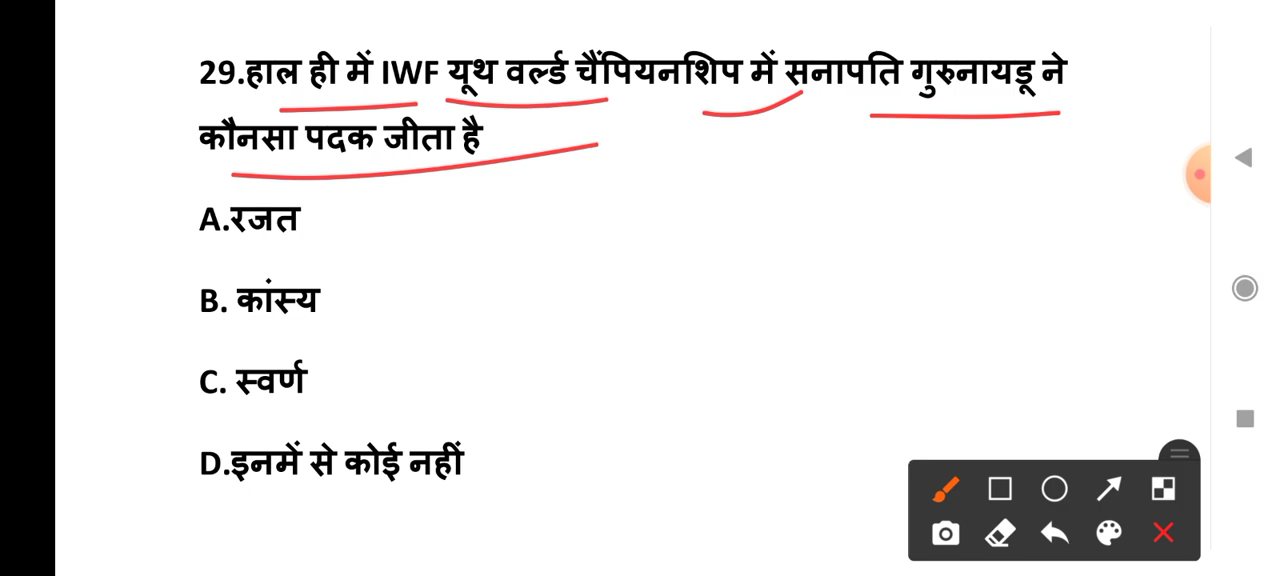 29.हाल ही में IWF यूथ वर्ल्ड चैंपियनशिप में सनापति गुरुनायडू ने
कौनसा पदक जीता है
A.रजत
B. कांस्य
C. स्वर्ण
D.इनमें से कोई नहीं